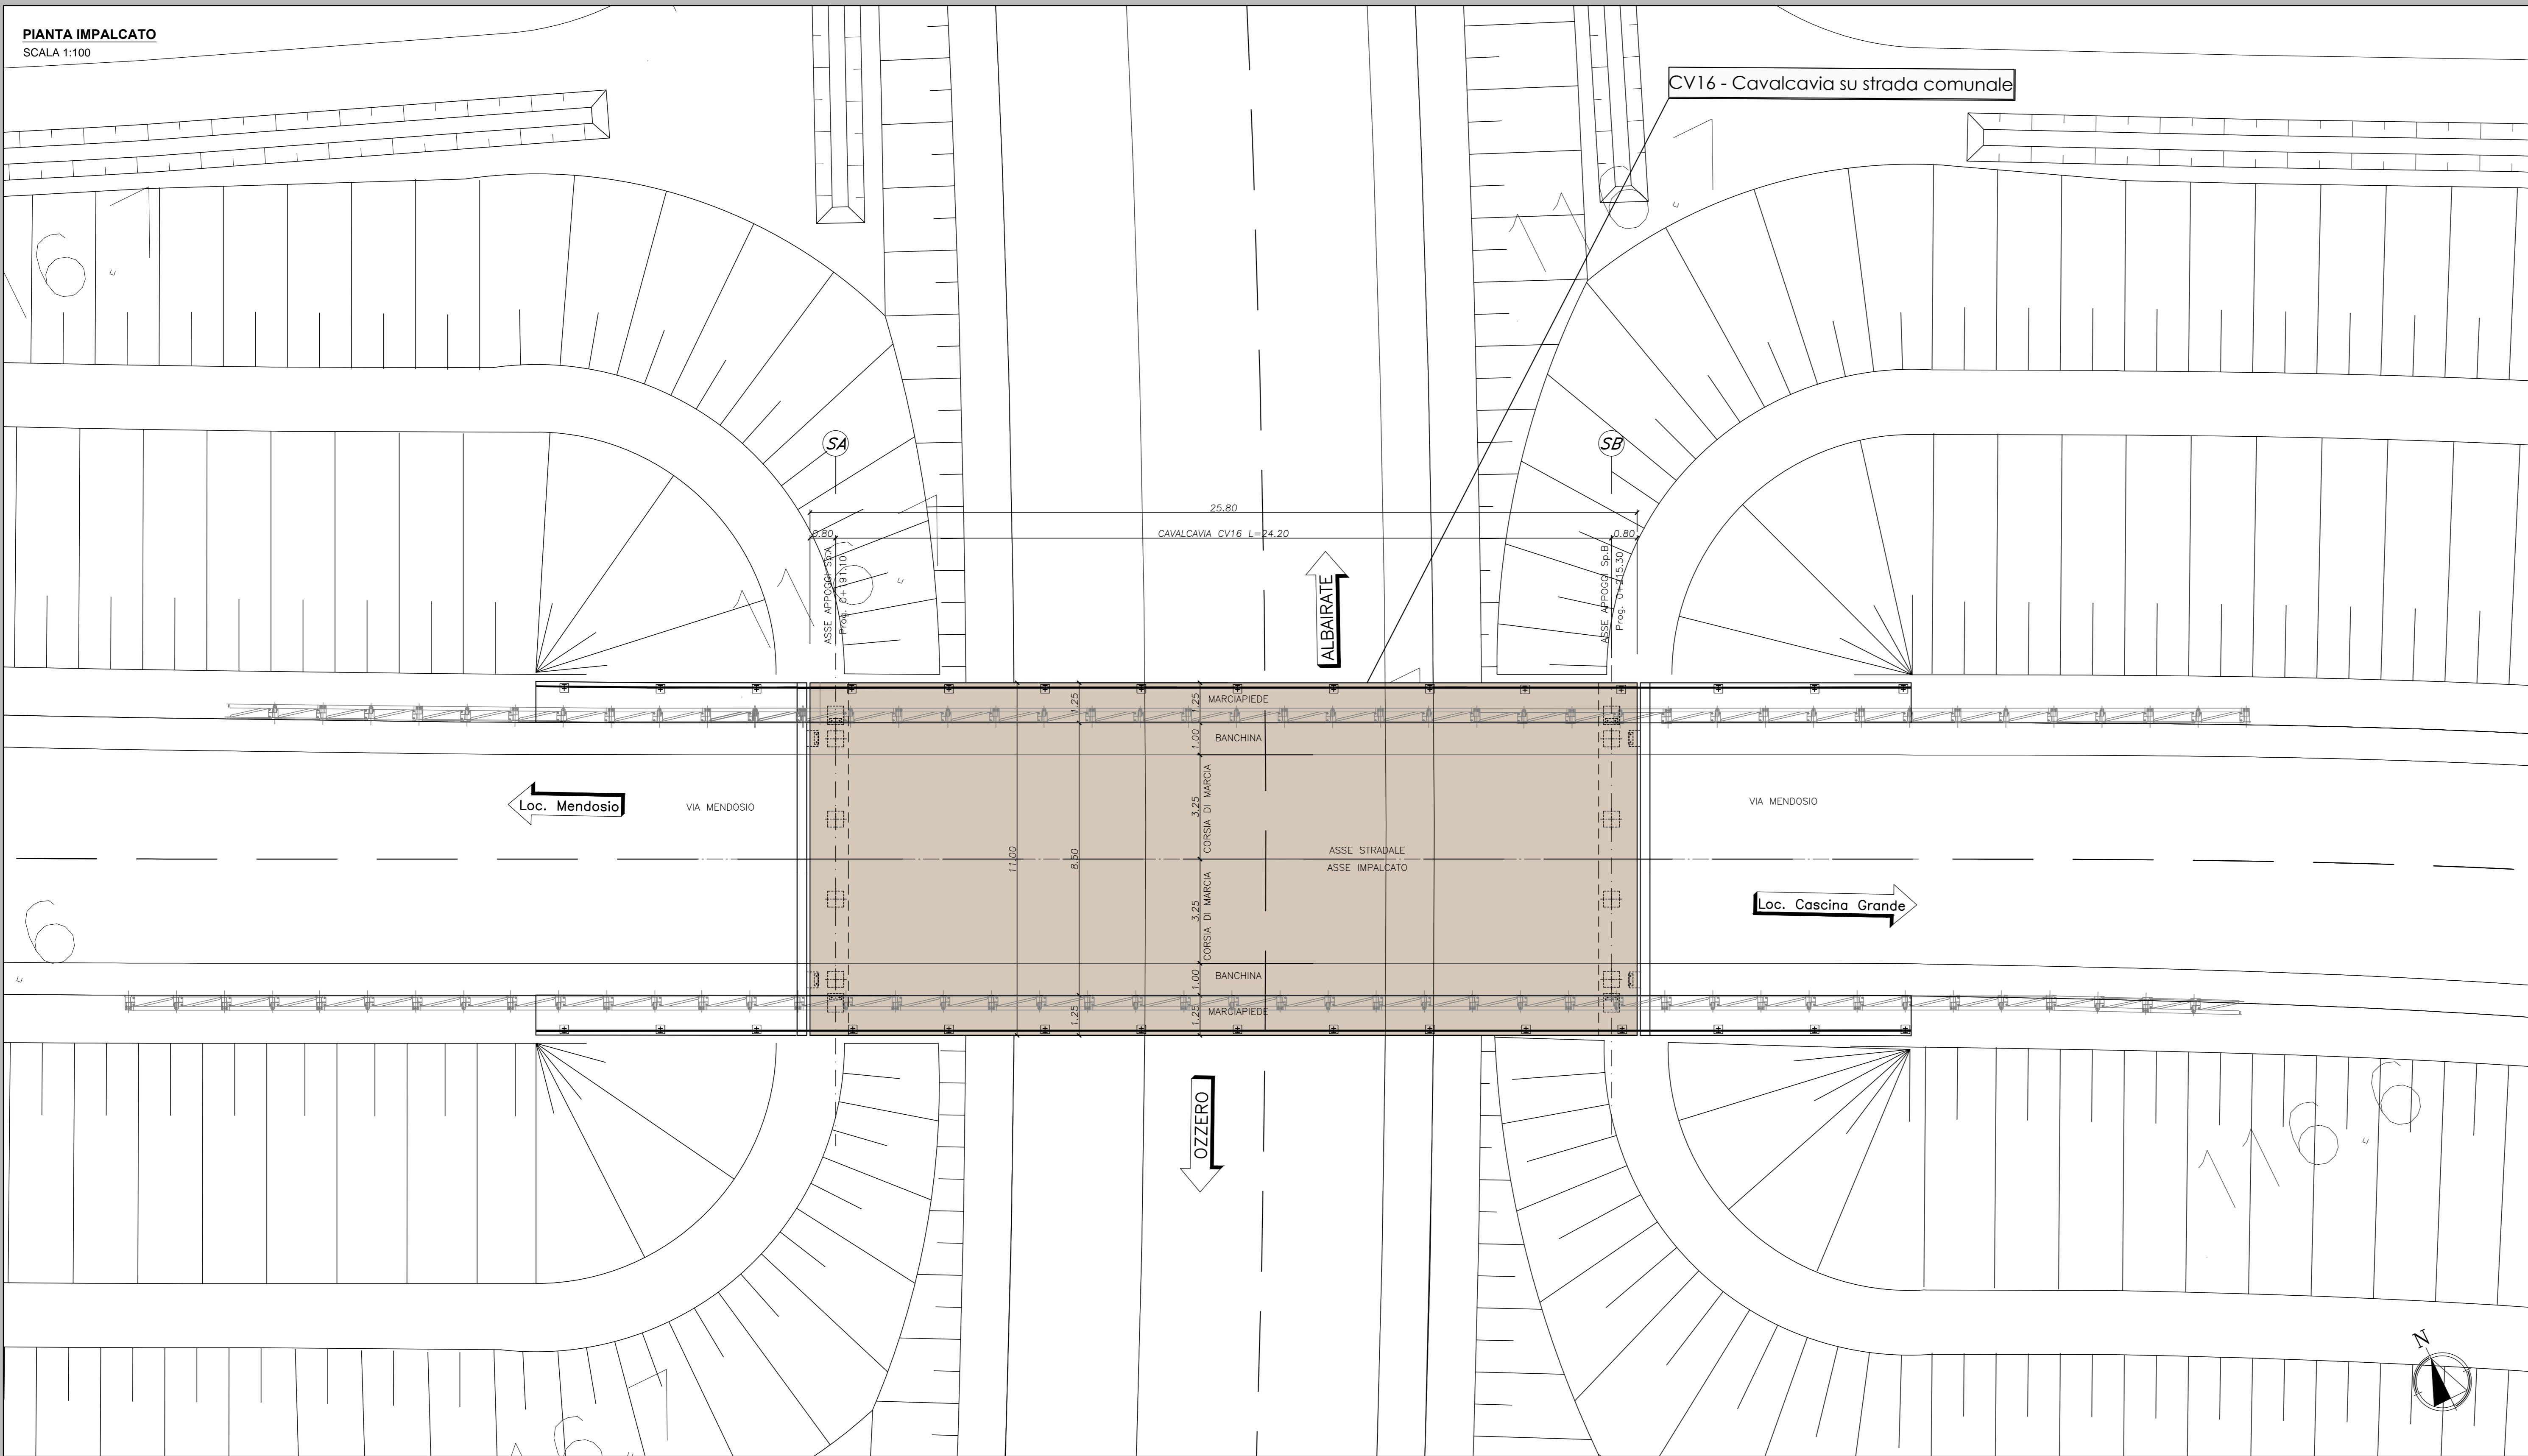 PIANTA IMPALCATO
SCALA 1:100
CV16 - Cavalcavia su strada comunale
SA
SB
25.80
0.80
CAVALCAVIA CV16 L=24.20
0.80
ASSE APPOGGI Sp.A
Prog. 0+191.10
ASSE APPOGGI Sp.B
Prog. 0+215.30
ALBAIRATE
1.25
1.25
MARCIAPIEDE
1.00
BANCHINA
Loc. Mendosio
VIA MENDOSIO
3.25
CORSIA DI MARCIA
VIA MENDOSIO
11.00
8.50
ASSE STRADALE
ASSE IMPALCATO
3.25
CORSIA DI MARCIA
Loc. Cascina Grande
1.00
BANCHINA
1.25
1.25
MARCIAPIEDE
OZZERO
N